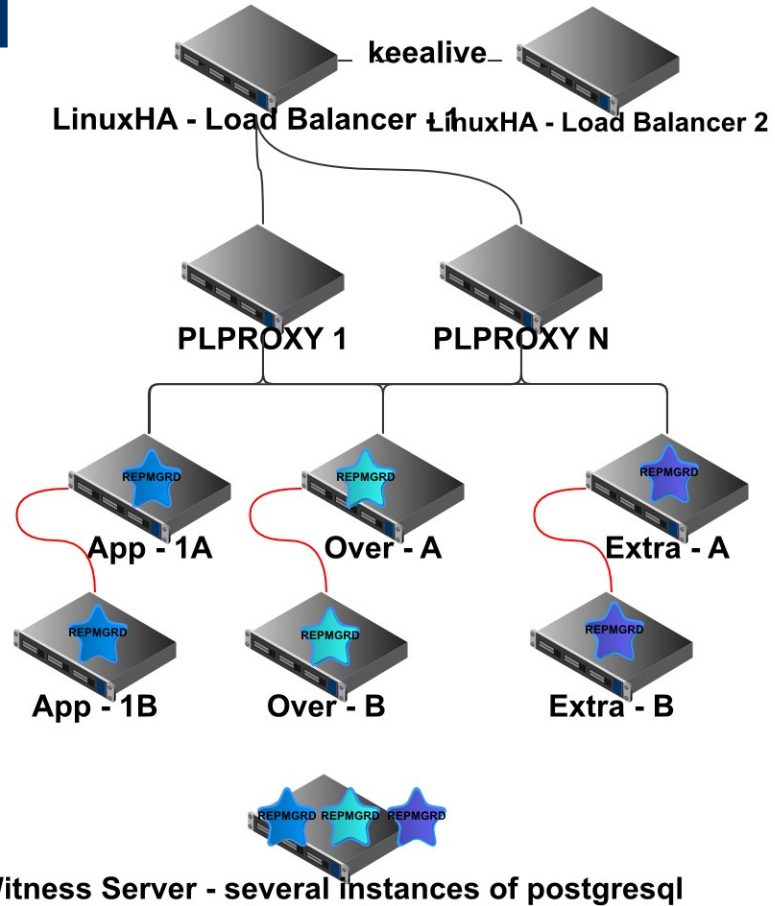 keealive
LinuxHA - Load Balancer - 1
LinuxHA - Load Balancer 2
PLPROXY 1
PLPROXY N
REPMGRD
REPMGRD
REPMGRD
App - 1A
Over - A
Extra - A
REPMGRD
REPMGRD
REPMGRD
App - 1B
Over - B
Extra - B
REPMGRD
REPMGRD
REPMGRD
Witness Server - several instances of postgresql